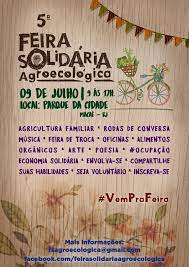 5ª
FEIRA
SOLIDÁRIA
Agroecológica
09 DE JULHO | 9 ÀS 17H.
LOCAL: PARQUE DA CIDADE
MACAÉ - RJ
AGRICULTURA FAMILIAR * RODAS DE CONVERSA
MÚSICA * FEIRA DE TROCA * OFICINAS * ALIMENTOS
ORGÂNICOS * ARTE * POESIA * #OCUPAÇÃO
ECONOMIA SOLIDÁRIA * ENVOLVA-SE * COMPARTILHE
SUAS HABILIDADES * SEJA VOLUNTÁRIO * INSCREVA-SE
#VemProFeira
Mais informações:
fsagroecologica@gmail.com
facebook.com/feirasolidariaagroecologica